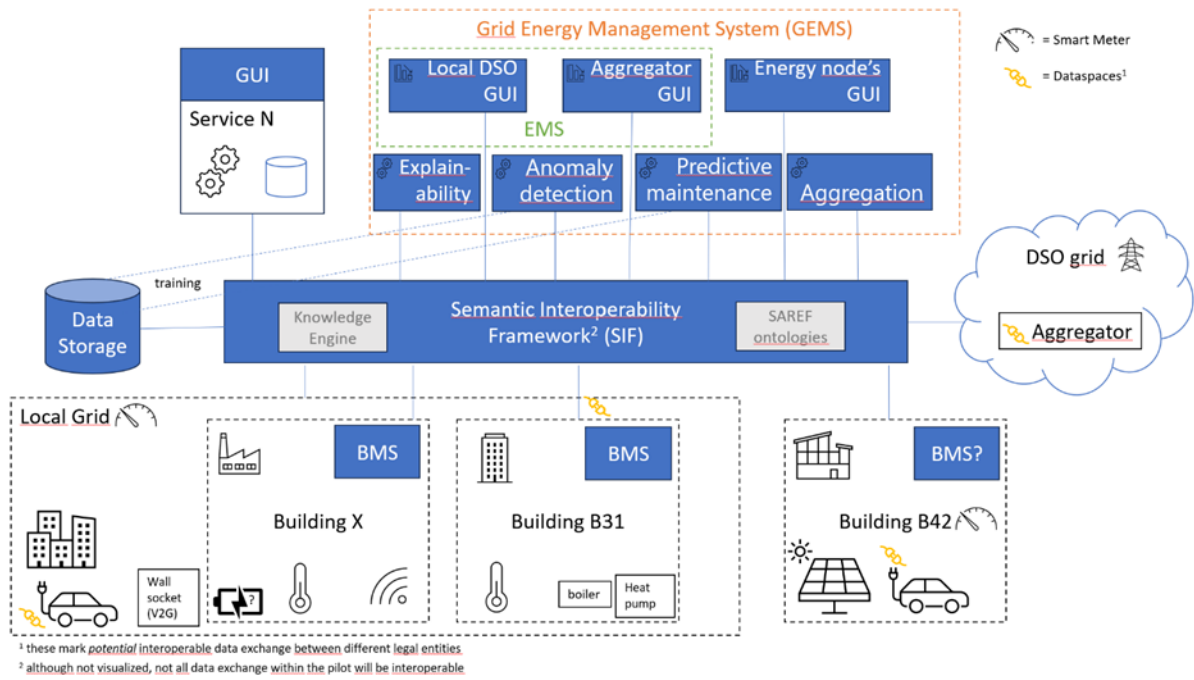 Grid Energy Management System (GEMS)
= Smart Meter
= Dataspaces¹
GUI
Service N
Local DSO
GUI
Aggregator
GUI
Energy node's
GUI
EMS
Explain-
ability
Anomaly
detection
Predictive
maintenance
Aggregation
training
Data
Storage
Knowledge
Engine
Semantic Interoperability
Framework² (SIF)
SAREF
ontologies
DSO grid
Aggregator
Local Grid
BMS
Building X
?
BMS
Building B31
BMS?
Building B42
Wall
socket
(V2G)
boiler
Heat
pump
¹ these mark potential interoperable data exchange between different legal entities
² although not visualized, not all data exchange within the pilot will be interoperable